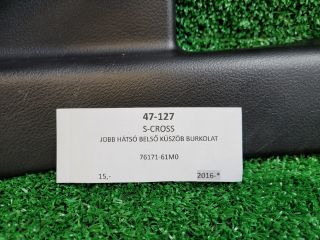 47-127
S-CROSS
JOBB HÁTSÓ BELSŐ KÜSZÖB BURKOLAT
76171-61M0
15,- 2016-*